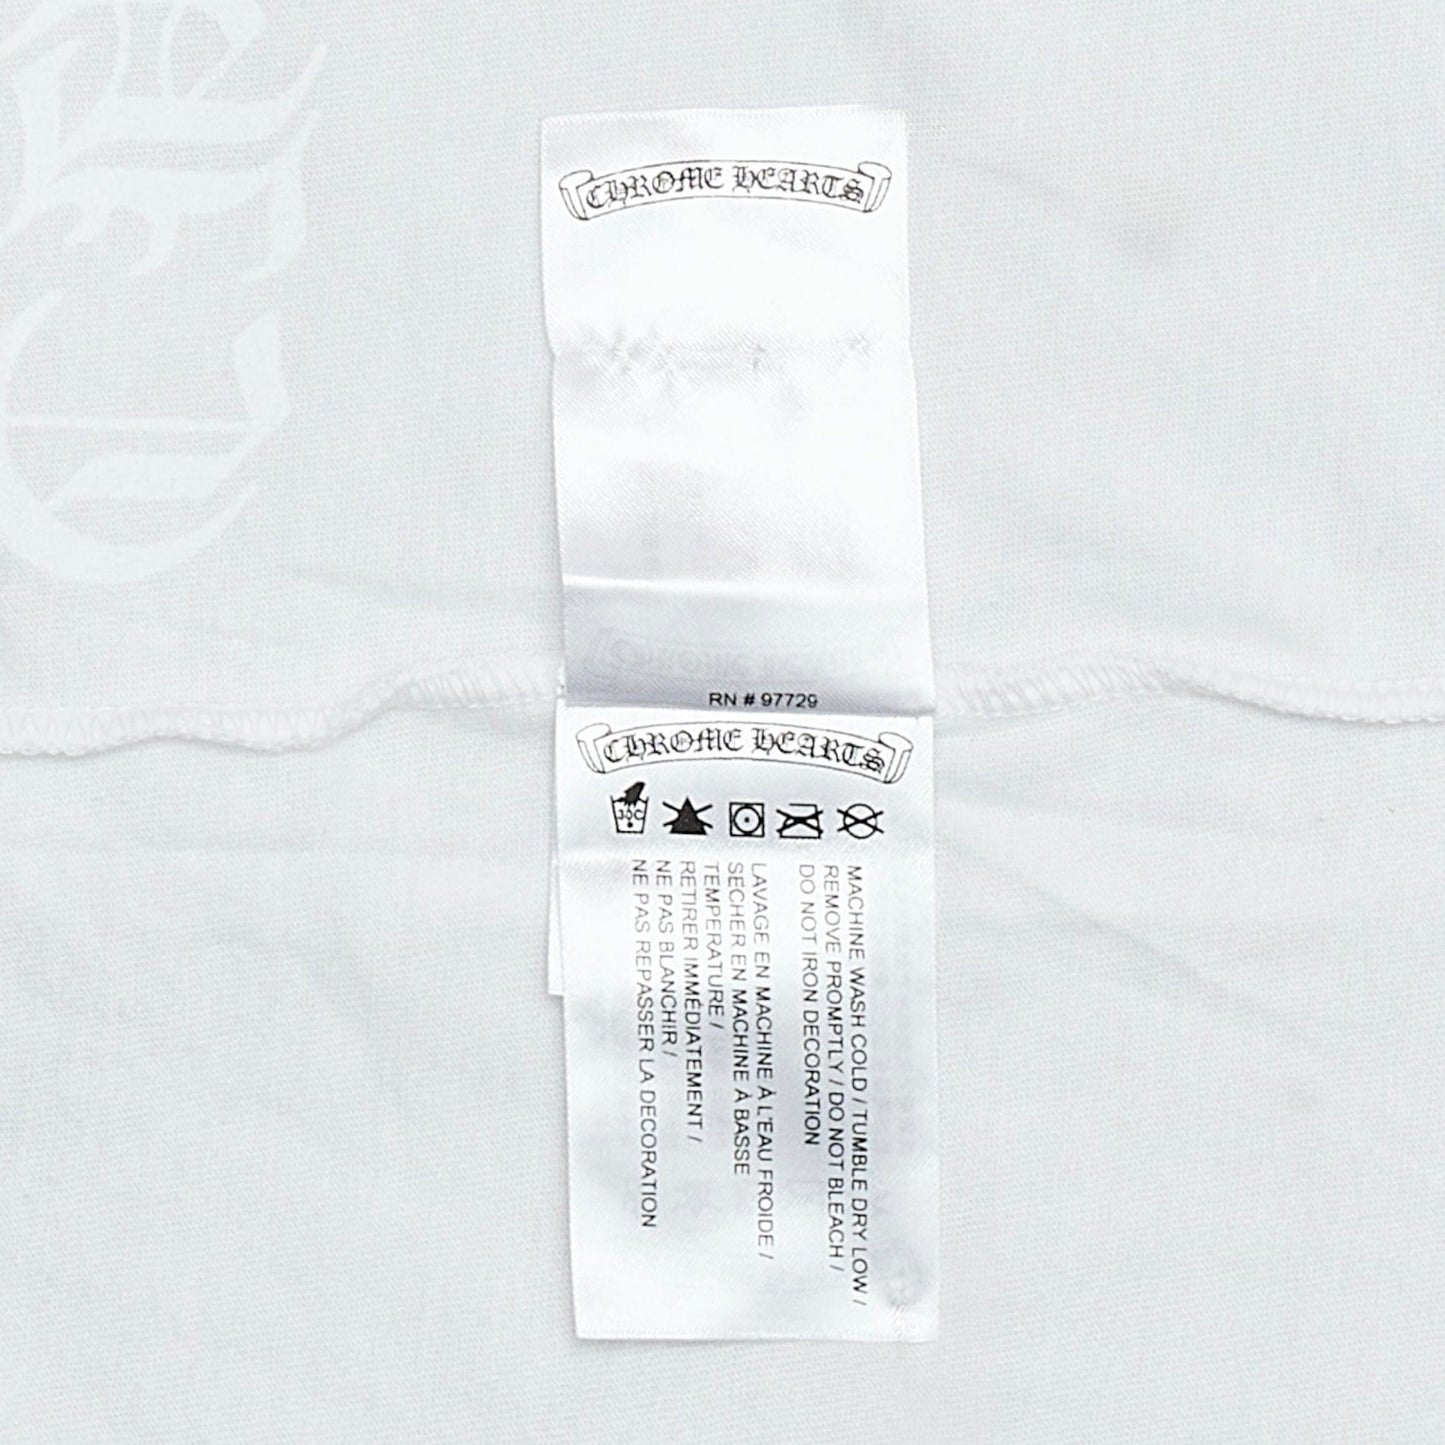 CHROME HEARTS
RN # 97729
CHROME HEARTS
30C
MACHINE WASH COLD / TUMBLE DRY LOW /
REMOVE PROMPTLY / DO NOT BLEACH /
DO NOT IRON DECORATION
LAVAGE EN MACHINE À L'EAU FROIDE /
SECHER EN MACHINE À BASSE
TEMPERATURE /
RETIRER IMMÉDIATEMENT /
NE PAS BLANCHIR /
NE PAS REPASSER LA DECORATION